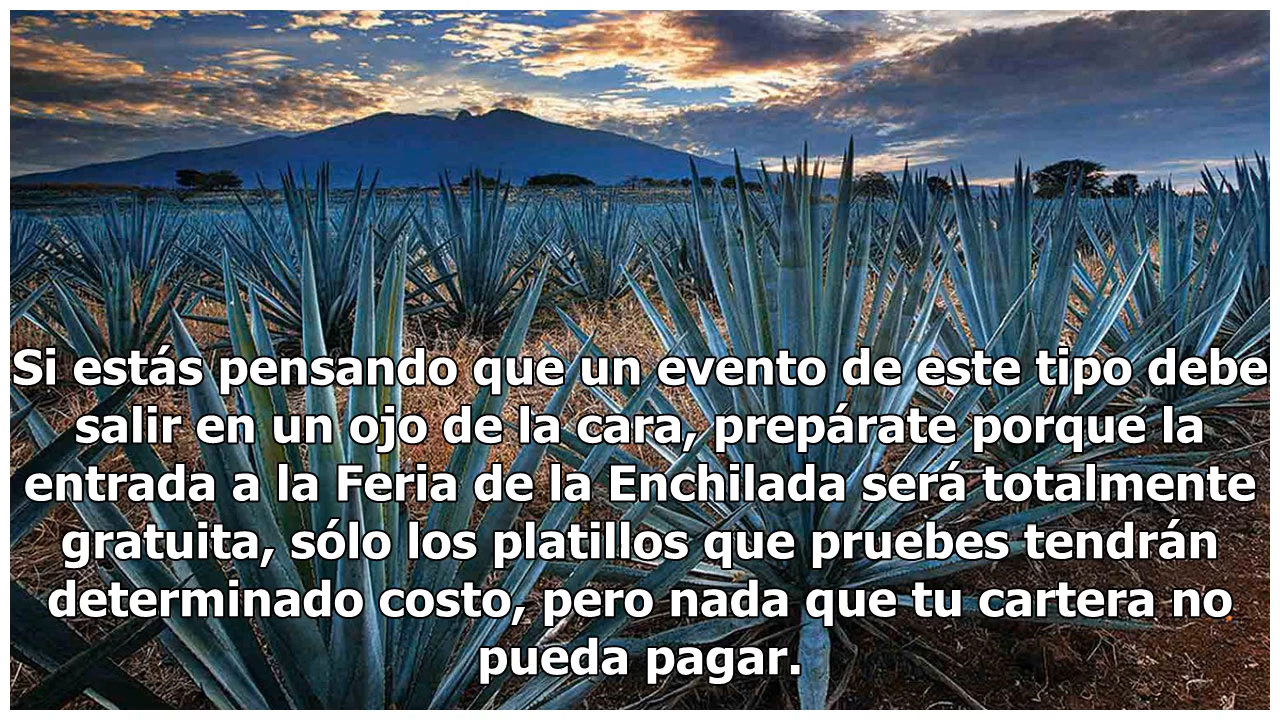 Si estás pensando que un evento de este tipo debe
salir en un ojo de la cara, prepárate porque la
entrada a la Feria de la Enchilada será totalmente
gratuita, sólo los platillos que pruebes tendrán
determinado costo, pero nada que tu cartera no
pueda pagar.